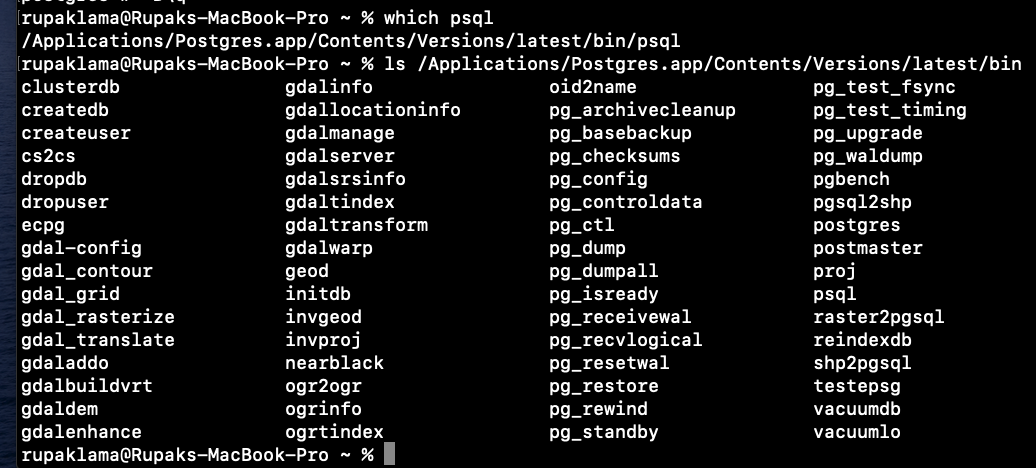 rupaklama@Rupaks-MacBook-Pro ~ % which psql
/Applications/Postgres.app/Contents/Versions/latest/bin/psql
rupaklama@Rupaks-MacBook-Pro ~ % ls /Applications/Postgres.app/Contents/Versions/latest/bin
clusterdb gdalinfo oid2name pg_test_fsync
createdb gdallocationinfo pg_archivecleanup pg_test_timing
createuser gdalmanage pg_basebackup pg_upgrade
cs2cs gdalserver pg_checksums pg_waldump
dropdb gdalsrsinfo pg_config pgbench
dropuser gdaltindex pg_controldata pgsql2shp
ecpg gdaltransform pg_ctl postgres
gdal-config gdalwarp pg_dump postmaster
gdal_contour geod pg_dumpall proj
gdal_grid initdb pg_isready psql
gdal_rasterize invgeod pg_receivewal raster2pgsql
gdal_translate invproj pg_recvlogical reindexdb
gdaladdo nearblack pg_resetwal shp2pgsql
gdalbuildvrt ogr2ogr pg_restore testepsg
gdaldem ogrinfo pg_rewind vacuumdb
gdalenhance ogrtindex pg_standby vacuumlo
rupaklama@Rupaks-MacBook-Pro ~ %